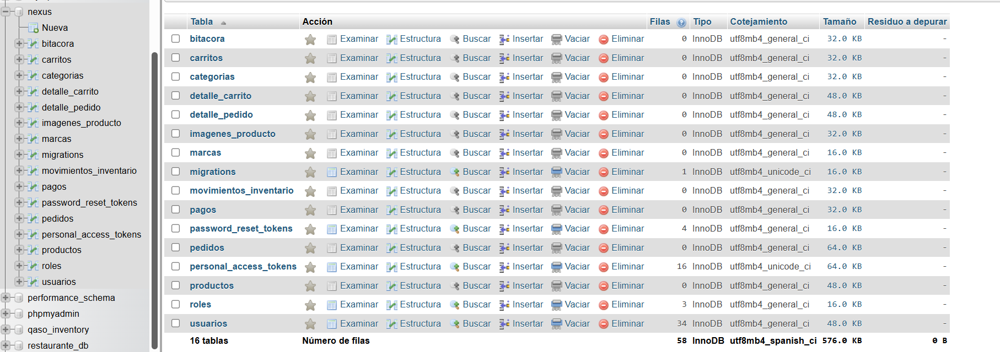 nexus
Nueva
bitacora
carritos
categorias
detalle_carrito
detalle_pedido
imagenes_producto
marcas
migrations
movimientos_inventario
pagos
password_reset_tokens
pedidos
personal_access_tokens
productos
roles
usuarios
performance_schema
phpmyadmin
qaso_inventory
restaurante_db
Tabla Acción Filas Tipo Cotejamiento Tamaño Residuo a depurar
bitacora Examinar Estructura Buscar Insertar Vaciar Eliminar 0 InnoDB utf8mb4_general_ci 32.0 KB -
carritos Examinar Estructura Buscar Insertar Vaciar Eliminar 0 InnoDB utf8mb4_general_ci 32.0 KB -
categorias Examinar Estructura Buscar Insertar Vaciar Eliminar 0 InnoDB utf8mb4_general_ci 32.0 KB -
detalle_carrito Examinar Estructura Buscar Insertar Vaciar Eliminar 0 InnoDB utf8mb4_general_ci 48.0 KB -
detalle_pedido Examinar Estructura Buscar Insertar Vaciar Eliminar 0 InnoDB utf8mb4_general_ci 48.0 KB -
imagenes_producto Examinar Estructura Buscar Insertar Vaciar Eliminar 0 InnoDB utf8mb4_general_ci 32.0 KB -
marcas Examinar Estructura Buscar Insertar Vaciar Eliminar 0 InnoDB utf8mb4_general_ci 16.0 KB -
migrations Examinar Estructura Buscar Insertar Vaciar Eliminar 1 InnoDB utf8mb4_unicode_ci 16.0 KB -
movimientos_inventario Examinar Estructura Buscar Insertar Vaciar Eliminar 0 InnoDB utf8mb4_general_ci 32.0 KB -
pagos Examinar Estructura Buscar Insertar Vaciar Eliminar 0 InnoDB utf8mb4_general_ci 32.0 KB -
password_reset_tokens Examinar Estructura Buscar Insertar Vaciar Eliminar 4 InnoDB utf8mb4_general_ci 16.0 KB -
pedidos Examinar Estructura Buscar Insertar Vaciar Eliminar 0 InnoDB utf8mb4_general_ci 64.0 KB -
personal_access_tokens Examinar Estructura Buscar Insertar Vaciar Eliminar 16 InnoDB utf8mb4_unicode_ci 64.0 KB -
productos Examinar Estructura Buscar Insertar Vaciar Eliminar 0 InnoDB utf8mb4_general_ci 48.0 KB -
roles Examinar Estructura Buscar Insertar Vaciar Eliminar 3 InnoDB utf8mb4_general_ci 16.0 KB -
usuarios Examinar Estructura Buscar Insertar Vaciar Eliminar 34 InnoDB utf8mb4_general_ci 48.0 KB -
16 tablas Número de filas 58 InnoDB utf8mb4_spanish_ci 576.0 KB 0 B